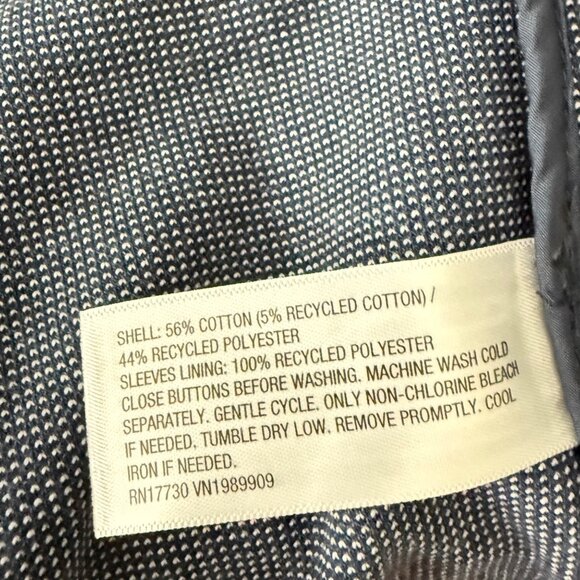 SHELL: 56% COTTON (5% RECYCLED COTTON) /
44% RECYCLED POLYESTER
SLEEVES LINING: 100% RECYCLED POLYESTER
CLOSE BUTTONS BEFORE WASHING. MACHINE WASH COLD
SEPARATELY. GENTLE CYCLE. ONLY NON-CHLORINE BLEACH
IF NEEDED. TUMBLE DRY LOW. REMOVE PROMPTLY. COOL
IRON IF NEEDED.
RN17730 VN1989909